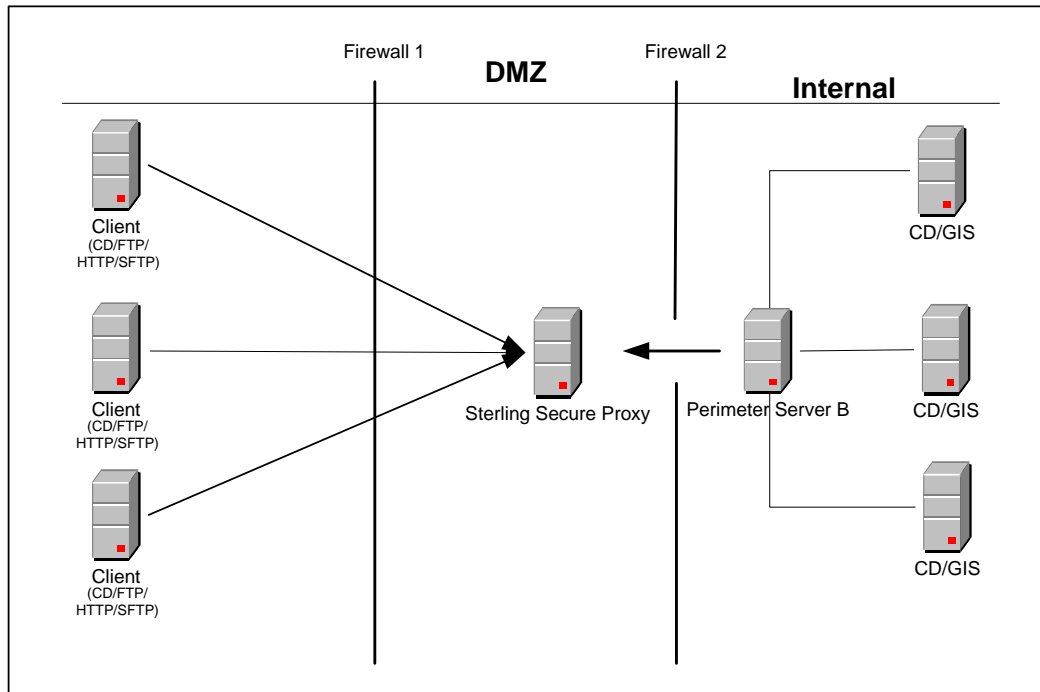 Firewall 1
DMZ
Firewall 2
Internal
Client
(CD/FTP/
HTTP/SFTP)
CD/GIS
Client
(CD/FTP/
HTTP/SFTP)
Sterling Secure Proxy
Perimeter Server B
CD/GIS
Client
(CD/FTP/
HTTP/SFTP)
CD/GIS